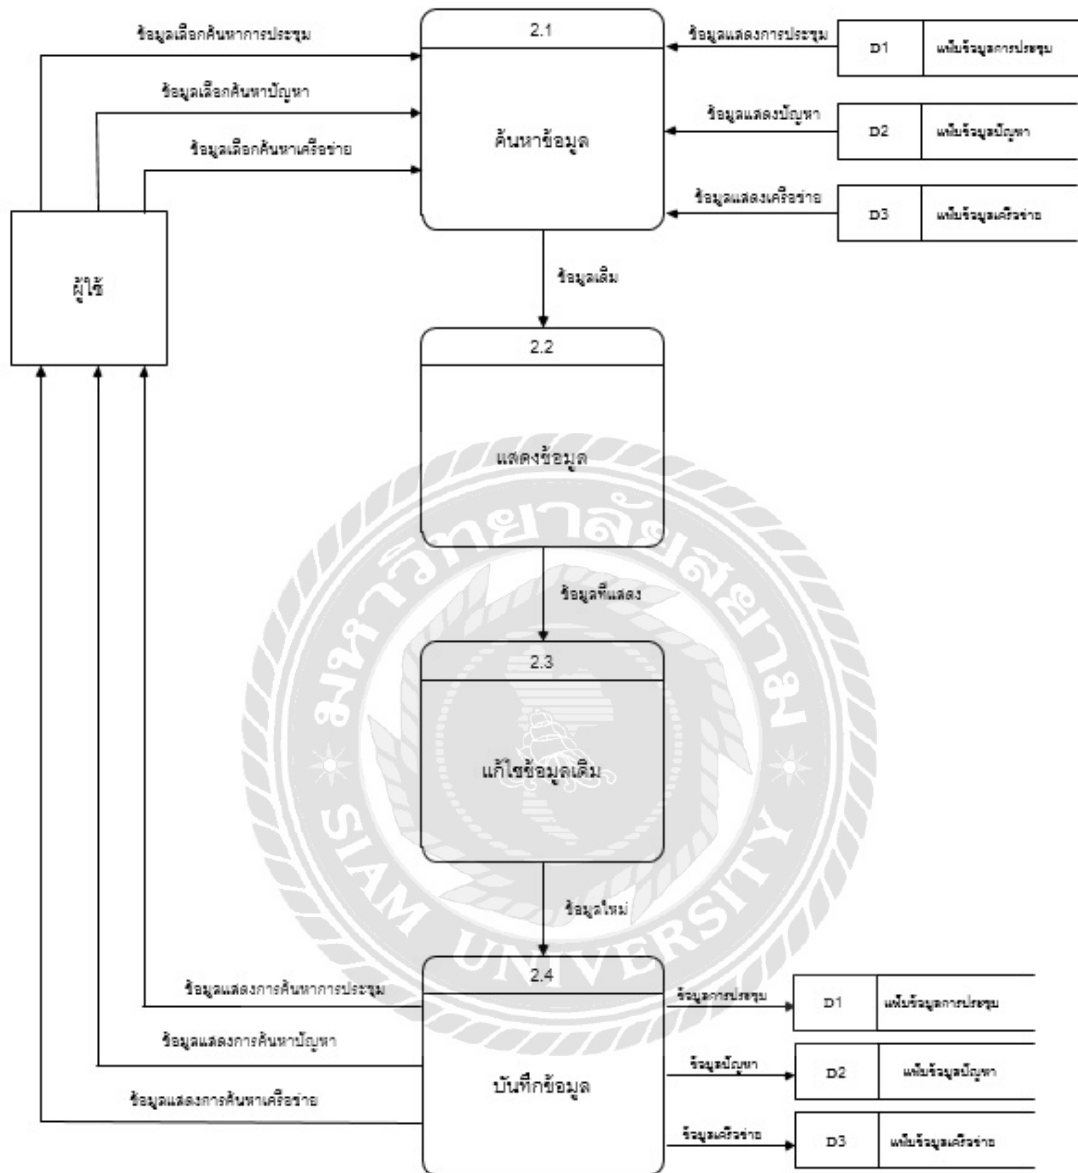 ข้อมูลเลือกค้นหาการประชุม
2.1
ข้อมูลแสดงการประชุม
D1
แฟ้มข้อมูลการประชุม
ข้อมูลเลือกค้นหาปัญหา
ข้อมูลแสดงปัญหา
D2
แฟ้มข้อมูลปัญหา
ค้นหาข้อมูล
ข้อมูลเลือกค้นหาเครือข่าย
ข้อมูลแสดงเครือข่าย
D3
แฟ้มข้อมูลเครือข่าย
ผู้ใช้
ข้อมูลเดิม
2.2
แสดงข้อมูล
มหาวิทยาลัยสยาม
ข้อมูลที่แสดง
2.3
แก้ไขข้อมูลเดิม
SIAM UNIVERSITY
ข้อมูลใหม่
2.4
ข้อมูลแสดงการค้นหาการประชุม
ข้อมูลการประชุม
D1
แฟ้มข้อมูลการประชุม
ข้อมูลแสดงการค้นหาปัญหา
ข้อมูลปัญหา
D2
แฟ้มข้อมูลปัญหา
บันทึกข้อมูล
ข้อมูลแสดงการค้นหาเครือข่าย
ข้อมูลเครือข่าย
D3
แฟ้มข้อมูลเครือข่าย